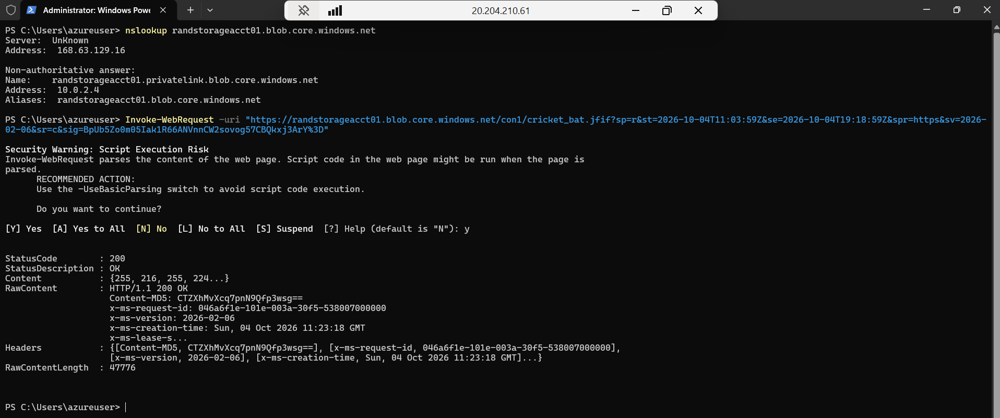 Administrator: Windows Powe
20.204.210.61
PS C:\Users\azureuser> nslookup randstorageacct01.blob.core.windows.net
Server:  UnKnown
Address:  168.63.129.16
Non-authoritative answer:
Name:    randstorageacct01.privatelink.blob.core.windows.net
Address:  10.0.2.4
Aliases:  randstorageacct01.blob.core.windows.net
PS C:\Users\azureuser> Invoke-WebRequest -uri "https://randstorageacct01.blob.core.windows.net/con1/cricket_bat.jfif?sp=r&st=2026-10-04T11:03:59Z&se=2026-10-04T19:18:59Z&spr=https&sv=2026-
02-06&sr=c&sig=BpUb5Zo0m05Iak1R66ANVnnCW2sovog57CBQkxj3ArY%3D"
Security Warning: Script Execution Risk
Invoke-WebRequest parses the content of the web page. Script code in the web page might be run when the page is
parsed.
      RECOMMENDED ACTION:
      Use the -UseBasicParsing switch to avoid script code execution.
      Do you want to continue?
[Y] Yes  [A] Yes to All  [N] No  [L] No to All  [S] Suspend  [?] Help (default is "N"): y
StatusCode        : 200
StatusDescription : OK
Content           : {255, 216, 255, 224...}
RawContent        : HTTP/1.1 200 OK
                    Content-MD5: CTZXhMvXcq7pnN9Qfp3wsg==
                    x-ms-request-id: 046a6f1e-101e-003a-30f5-538007000000
                    x-ms-version: 2026-02-06
                    x-ms-creation-time: Sun, 04 Oct 2026 11:23:18 GMT
                    x-ms-lease-s...
Headers           : {[Content-MD5, CTZXhMvXcq7pnN9Qfp3wsg==], [x-ms-request-id, 046a6f1e-101e-003a-30f5-538007000000],
                    [x-ms-version, 2026-02-06], [x-ms-creation-time, Sun, 04 Oct 2026 11:23:18 GMT]...}
RawContentLength  : 47776
PS C:\Users\azureuser>